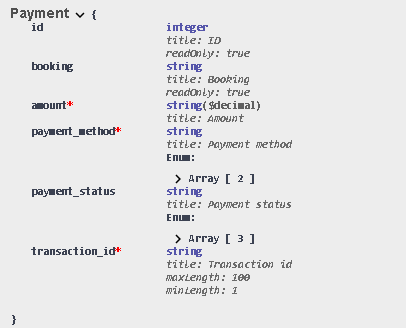 Payment {
id integer
title: ID
readOnly: true
booking string
title: Booking
readOnly: true
amount* string($decimal)
title: Amount
payment_method* string
title: Payment method
Enum:
Array [ 2 ]
payment_status string
title: Payment status
Enum:
Array [ 3 ]
transaction_id* string
title: Transaction id
maxLength: 100
minLength: 1
}